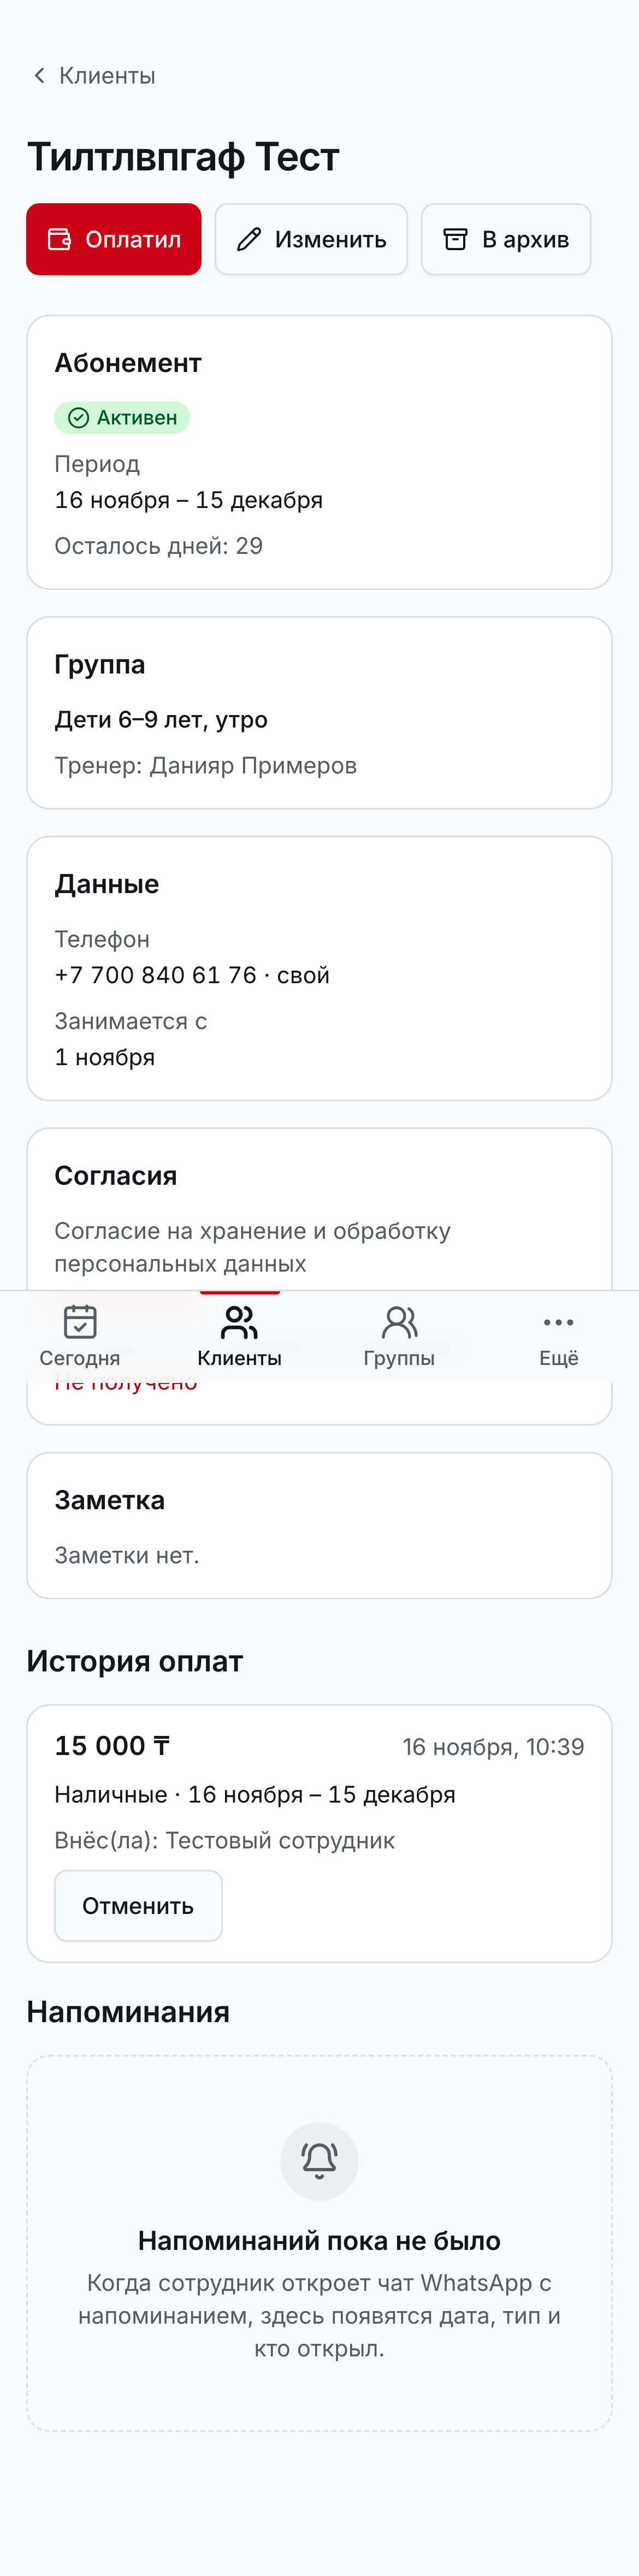 Клиенты
Тилтлвпгаф Тест
Оплатил
Изменить
В архив
Абонемент
Активен
Период
16 ноября – 15 декабря
Осталось дней: 29
Группа
Дети 6–9 лет, утро
Тренер: Данияр Примеров
Данные
Телефон
+7 700 840 61 76 · свой
Занимается с
1 ноября
Согласия
Согласие на хранение и обработку
персональных данных
Сегодня
Клиенты
Группы
Ещё
Не получено
Заметка
Заметки нет.
История оплат
15 000 ₸
16 ноября, 10:39
Наличные · 16 ноября – 15 декабря
Внёс(ла): Тестовый сотрудник
Отменить
Напоминания
Напоминаний пока не было
Когда сотрудник откроет чат WhatsApp с
напоминанием, здесь появятся дата, тип и
кто открыл.